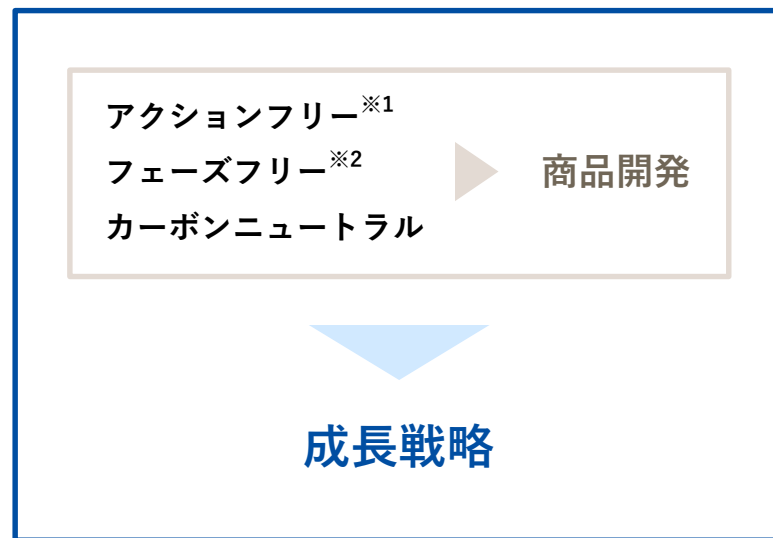 アクションフリー※1
フェーズフリー※2
カーボンニュートラル
商品開発
成長戦略